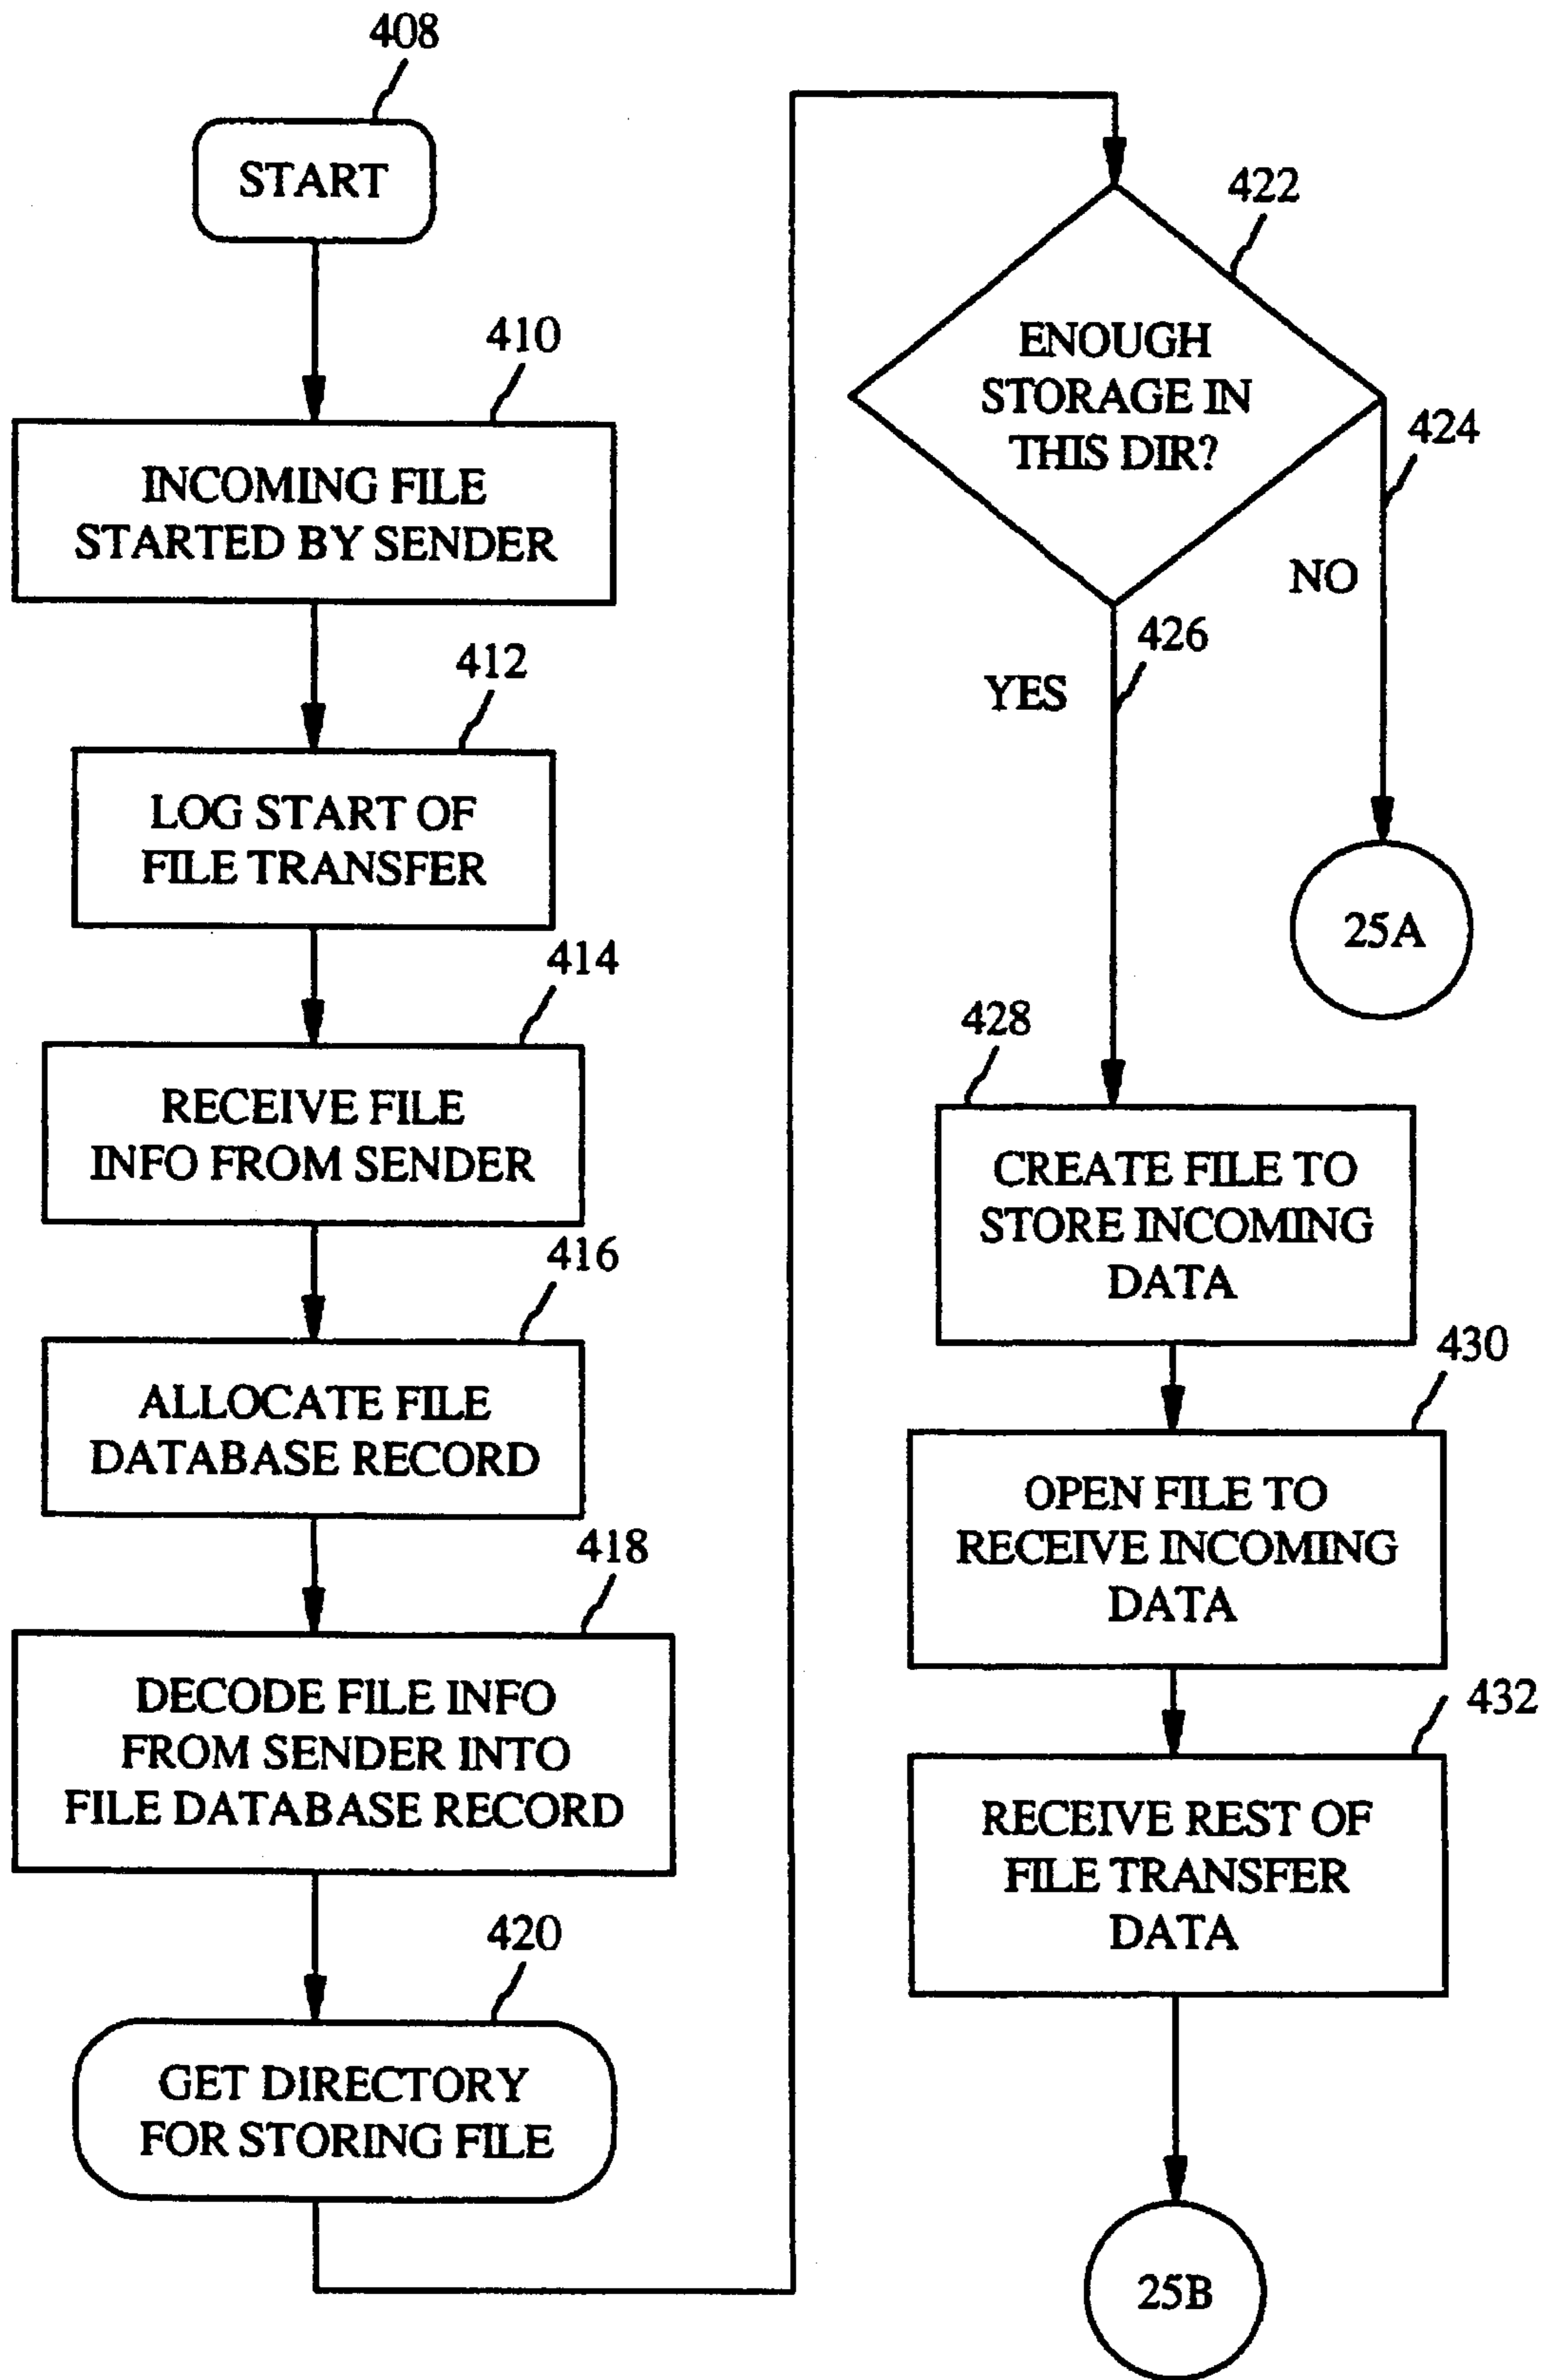 408
START
410
INCOMING FILE
STARTED BY SENDER
412
LOG START OF
FILE TRANSFER
414
RECEIVE FILE
INFO FROM SENDER
416
ALLOCATE FILE
DATABASE RECORD
418
DECODE FILE INFO
FROM SENDER INTO
FILE DATABASE RECORD
420
GET DIRECTORY
FOR STORING FILE
422
ENOUGH
STORAGE IN
THIS DIR?
424
NO
25A
426
YES
428
CREATE FILE TO
STORE INCOMING
DATA
430
OPEN FILE TO
RECEIVE INCOMING
DATA
432
RECEIVE REST OF
FILE TRANSFER
DATA
25B